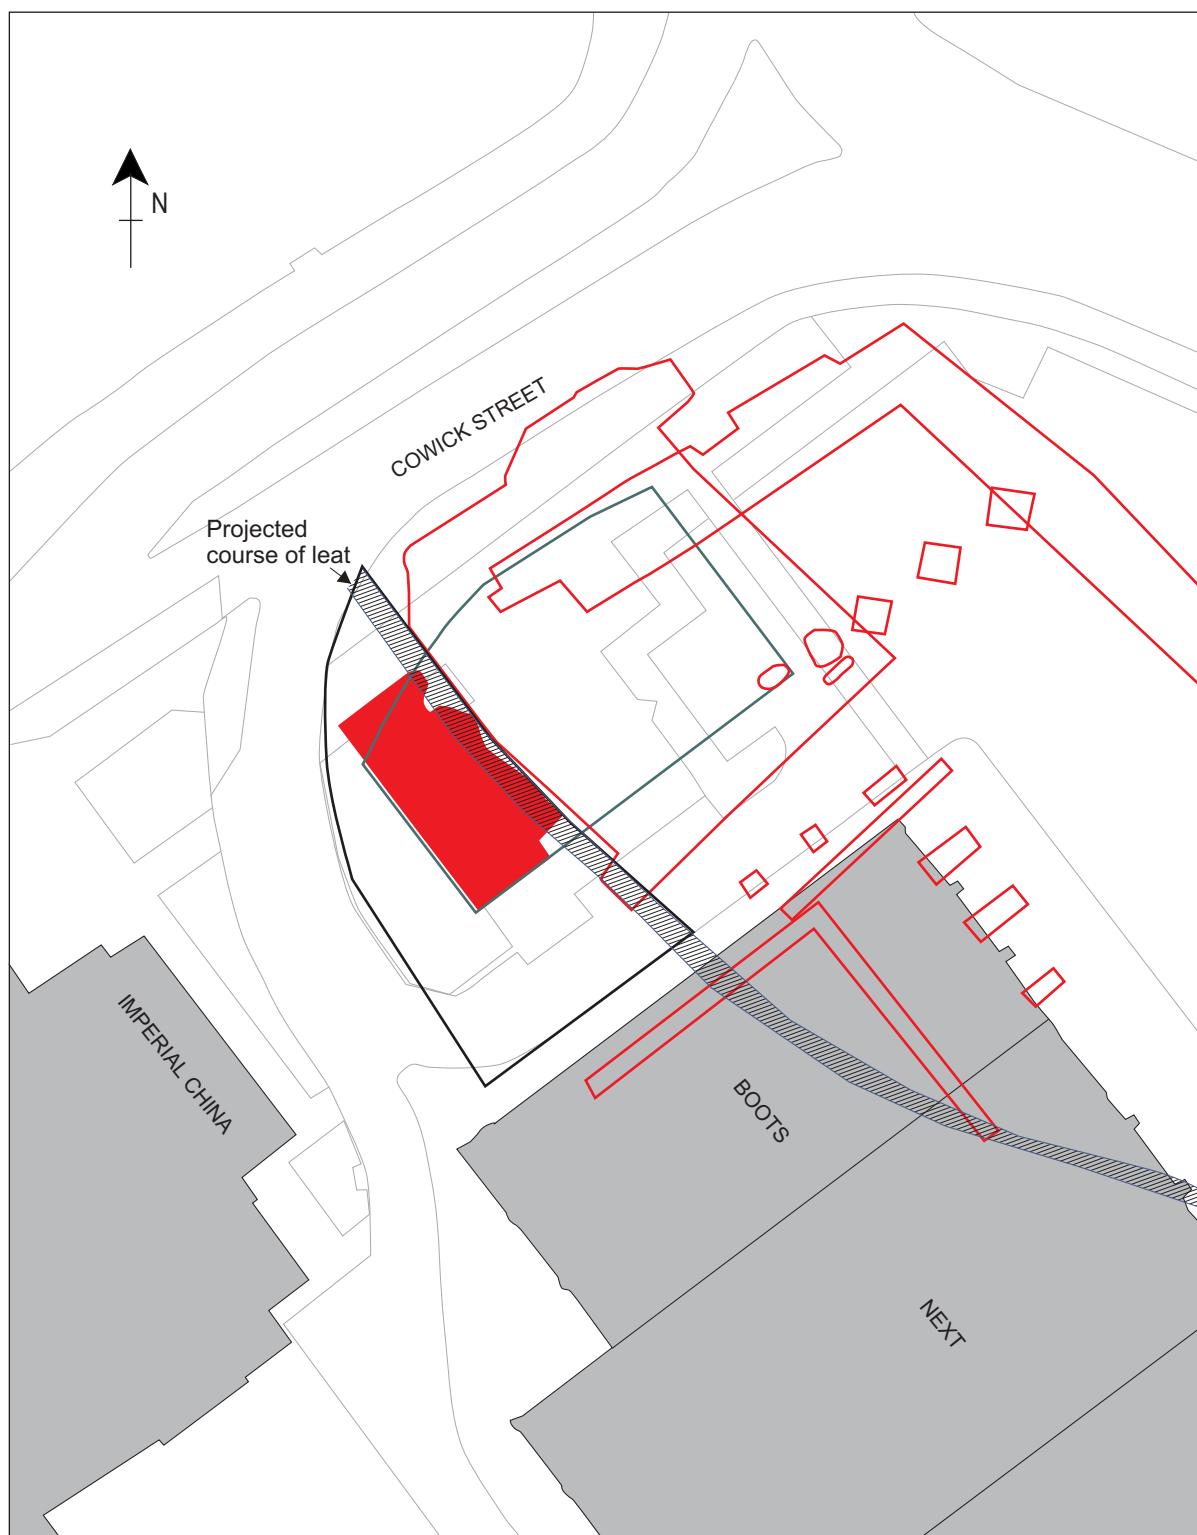 N
COWICK STREET
Projected
course of leat
IMPERIAL CHINA
BOOTS
NEXT